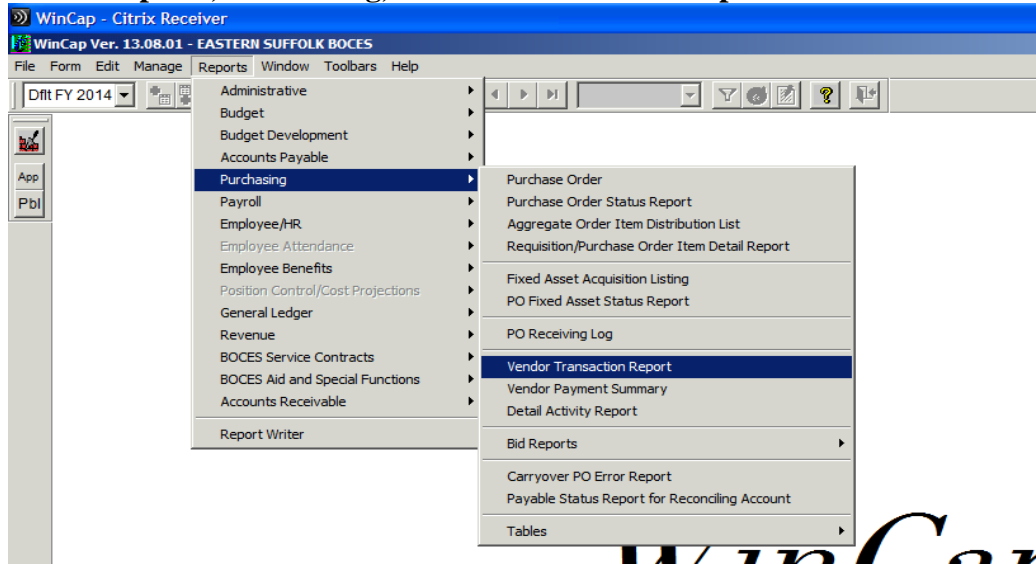 WinCap - Citrix Receiver
WinCap Ver. 13.08.01 - EASTERN SUFFOLK BOCES
File Form Edit Manage Reports Window Toolbars Help
Dflt FY 2014
App
Pbl
Administrative
Budget
Budget Development
Accounts Payable
Purchasing
Payroll
Employee/HR
Employee Attendance
Employee Benefits
Position Control/Cost Projections
General Ledger
Revenue
BOCES Service Contracts
BOCES Aid and Special Functions
Accounts Receivable
Report Writer
Purchase Order
Purchase Order Status Report
Aggregate Order Item Distribution List
Requisition/Purchase Order Item Detail Report
Fixed Asset Acquisition Listing
PO Fixed Asset Status Report
PO Receiving Log
Vendor Transaction Report
Vendor Payment Summary
Detail Activity Report
Bid Reports
Carryover PO Error Report
Payable Status Report for Reconciling Account
Tables